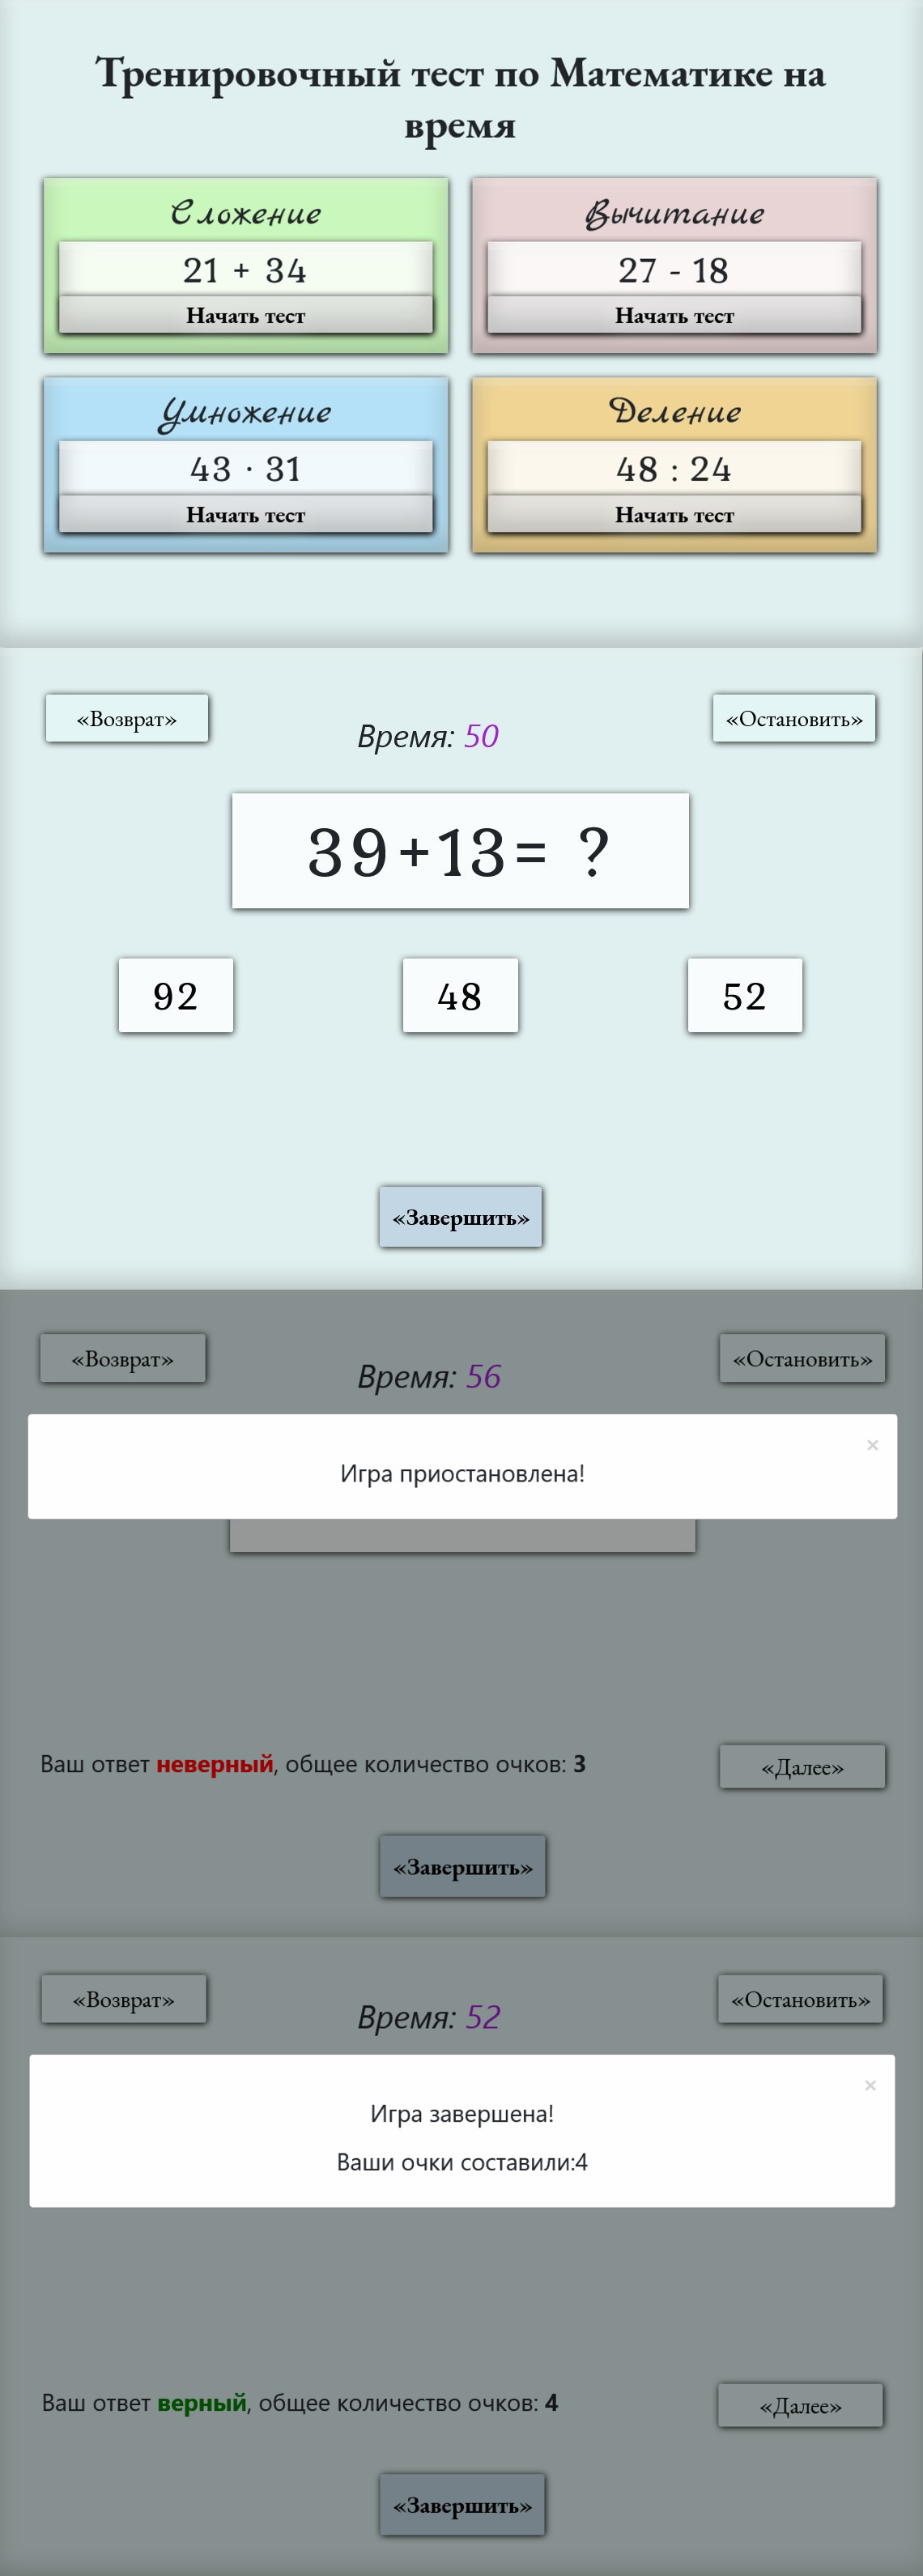 Тренировочный тест по Математике на
время
Сложение
21 + 34
Начать тест
Вычитание
27 - 18
Начать тест
Умножение
43 · 31
Начать тест
Деление
48 : 24
Начать тест
«Возврат»
Время: 50
«Остановить»
39+13= ?
92
48
52
«Завершить»
«Возврат»
Время: 56
«Остановить»
×
Игра приостановлена!
Ваш ответ неверный, общее количество очков: 3
«Далее»
«Завершить»
«Возврат»
Время: 52
«Остановить»
×
Игра завершена!
Ваши очки составили:4
Ваш ответ верный, общее количество очков: 4
«Далее»
«Завершить»